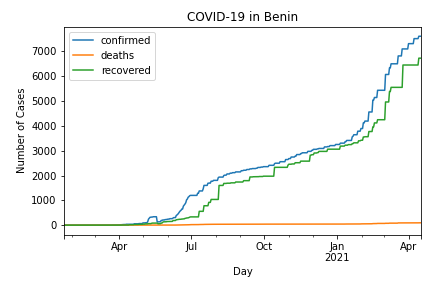 COVID-19 in Benin
confirmed
deaths
recovered
Number of Cases
7000
6000
5000
4000
3000
2000
1000
0
Apr
Jul
Oct
Jan
2021
Apr
Day